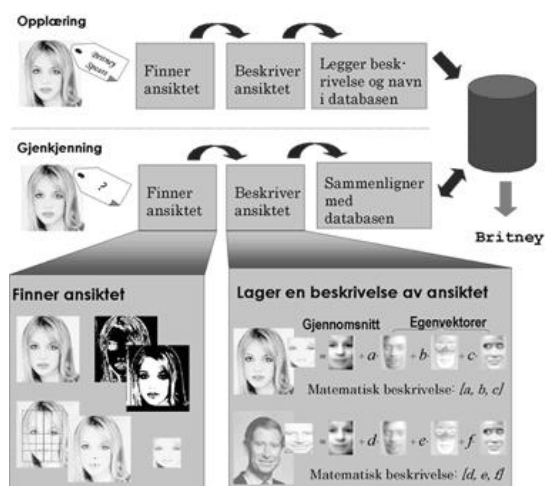 Opplæring
Britney
Spears
Finner
ansiktet
Beskriver
ansiktet
Legger besk-
rivelse og navn
i databasen
Gjenkjenning
?
Finner
ansiktet
Beskriver
ansiktet
Sammenligner
med
databasen
Britney
Finner ansiktet
Lager en beskrivelse av ansiktet
Gjennomsnitt Egenvektorer
= + a· + b· + c·
Matematisk beskrivelse: [a, b, c]
= + d· + e· + f·
Matematisk beskrivelse: [d, e, f]